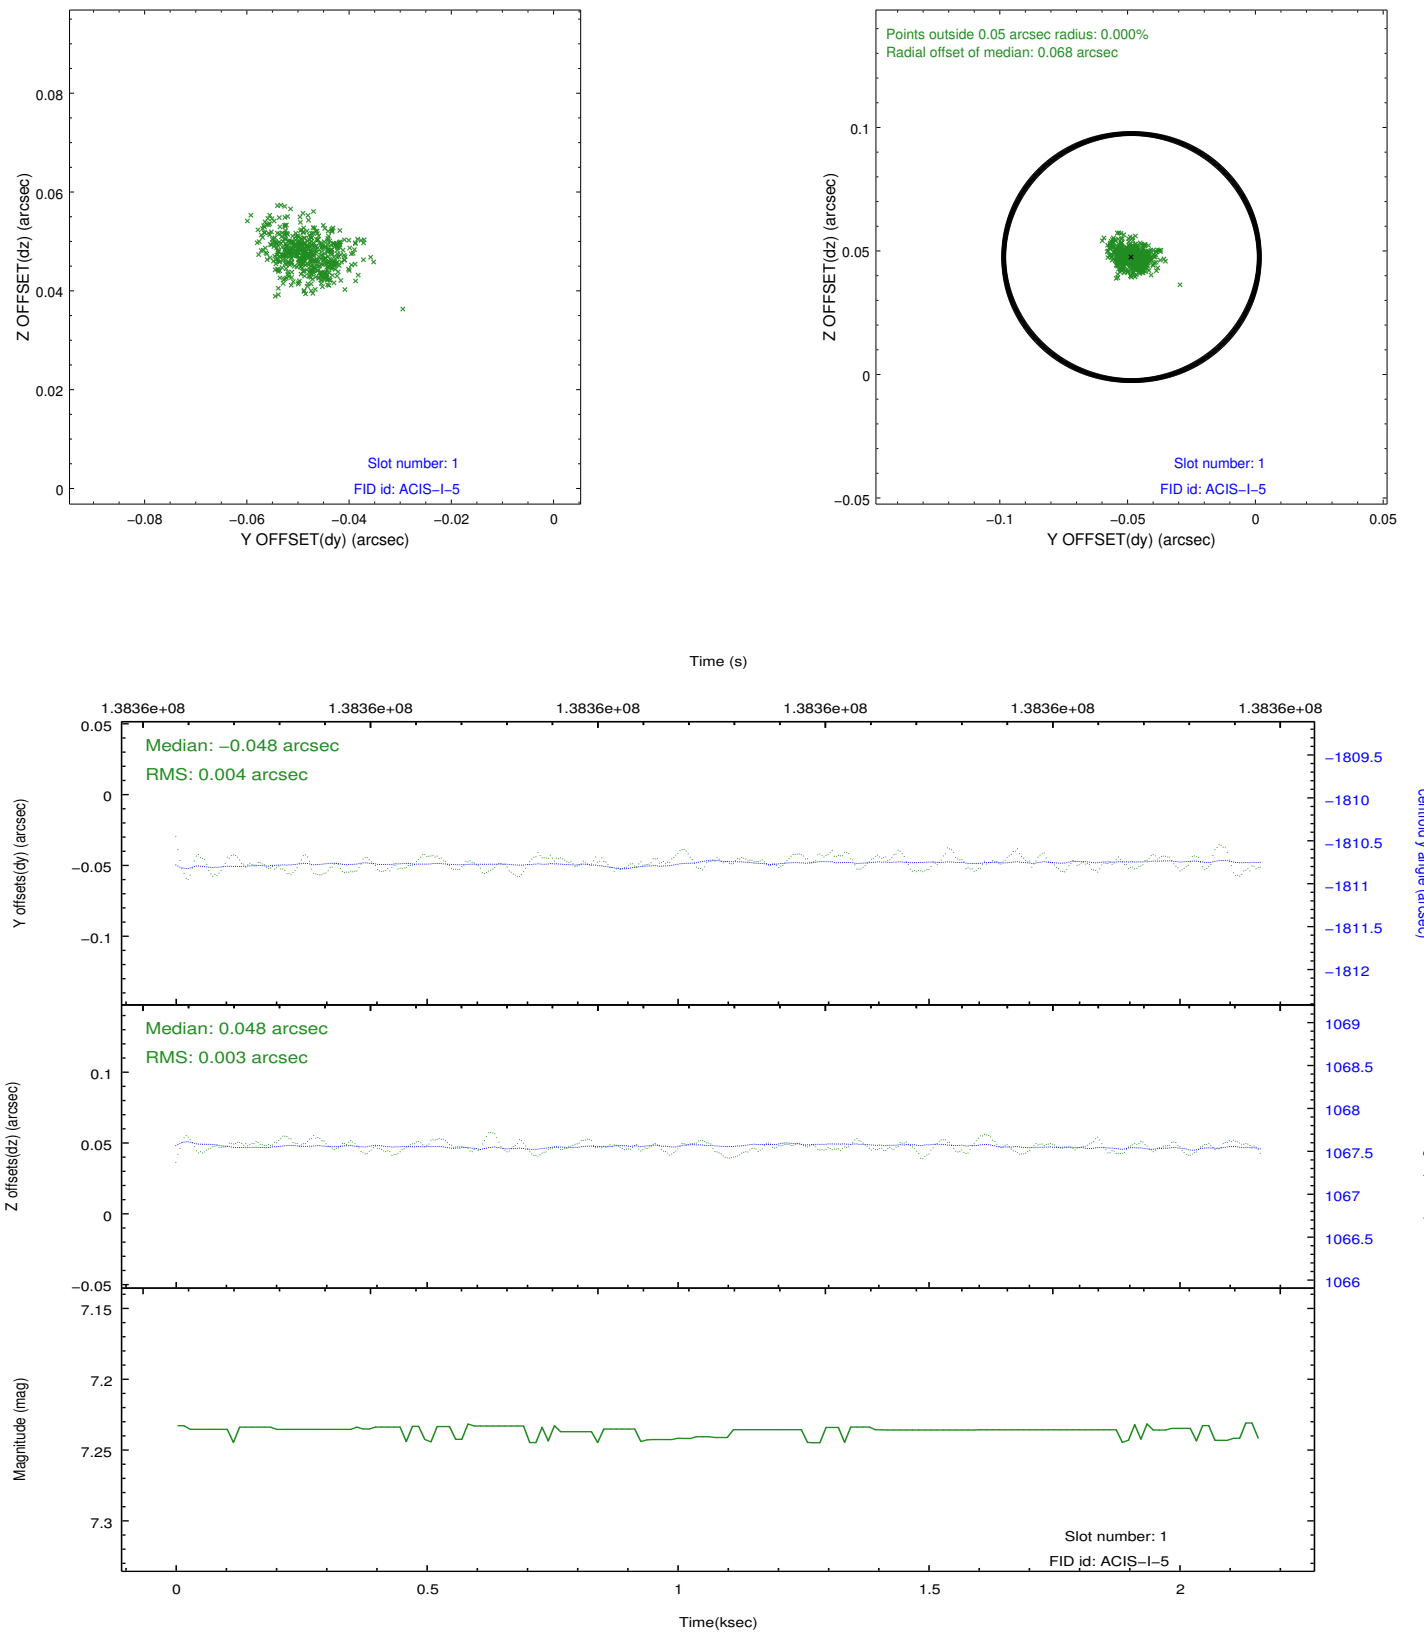 0.08
0.06
0.04
0.02
0
Z OFFSET(dz) (arcsec)
Slot number: 1
FID id: ACIS−I−5
−0.08 −0.06 −0.04 −0.02 0
Y OFFSET(dy) (arcsec)
Points outside 0.05 arcsec radius: 0.000%
Radial offset of median: 0.068 arcsec
0.1
0.05
0
−0.05
Z OFFSET(dz) (arcsec)
Slot number: 1
FID id: ACIS−I−5
−0.1 −0.05 0 0.05
Y OFFSET(dy) (arcsec)
Time (s)
1.3836e+08 1.3836e+08 1.3836e+08 1.3836e+08 1.3836e+08 1.3836e+08
Median: −0.048 arcsec
RMS: 0.004 arcsec
0.05
0
−0.05
−0.1
Y offsets(dy) (arcsec)
−1809.5
−1810
−1810.5
−1811
−1811.5
−1812
centroid y angle (arcsec)
Median: 0.048 arcsec
RMS: 0.003 arcsec
0.1
0.05
0
−0.05
Z offsets(dz) (arcsec)
1069
1068.5
1068
1067.5
1067
1066.5
1066
7.15
7.2
7.25
7.3
Magnitude (mag)
Slot number: 1
FID id: ACIS−I−5
0 0.5 1 1.5 2
Time(ksec)